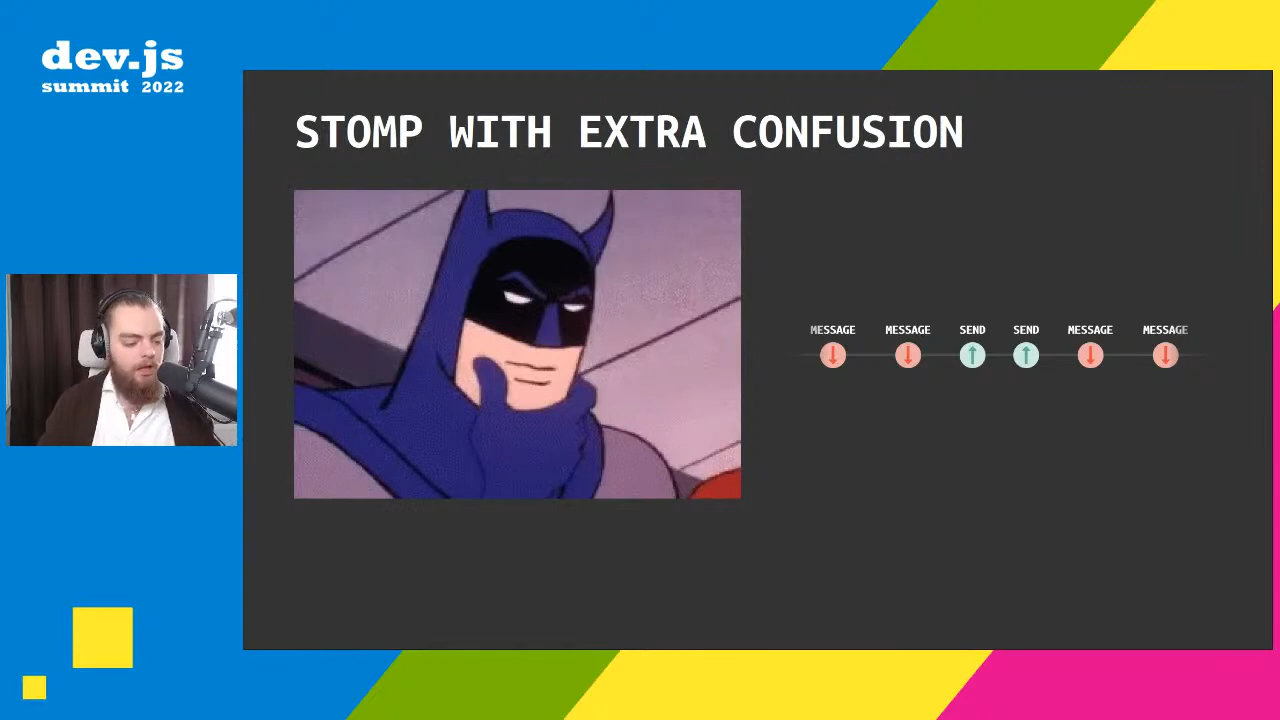 dev.js
summit 2022
STOMP WITH EXTRA CONFUSION
MESSAGE MESSAGE SEND SEND MESSAGE MESSAGE